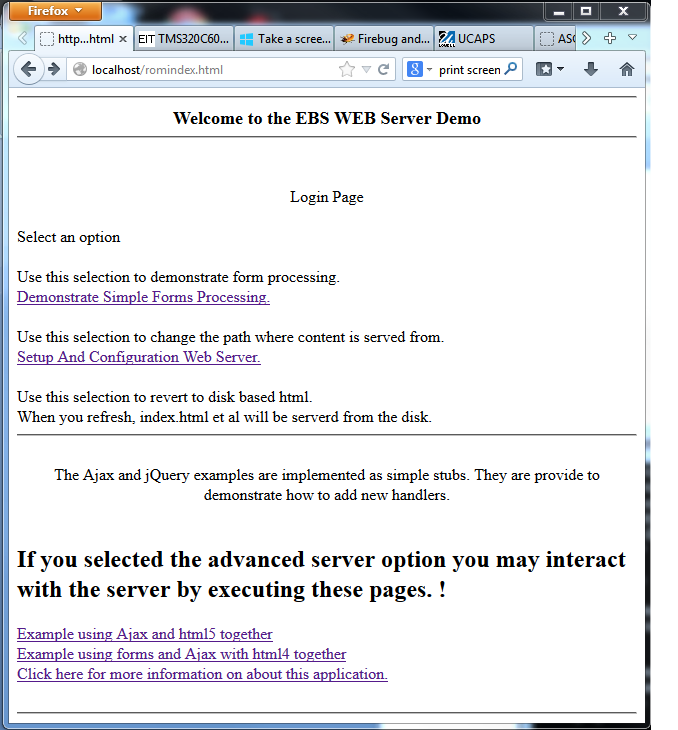 Firefox
http...html
EIT TMS320C60...
Take a scree...
Firebug and...
UCAPS
ASC
localhost/romindex.html
8
print screen
Welcome to the EBS WEB Server Demo
Login Page
Select an option
Use this selection to demonstrate form processing.
Demonstrate Simple Forms Processing.
Use this selection to change the path where content is served from.
Setup And Configuration Web Server.
Use this selection to revert to disk based html.
When you refresh, index.html et al will be serverd from the disk.
The Ajax and jQuery examples are implemented as simple stubs. They are provide to
demonstrate how to add new handlers.
If you selected the advanced server option you may interact
with the server by executing these pages. !
Example using Ajax and html5 together
Example using forms and Ajax with html4 together
Click here for more information on about this application.